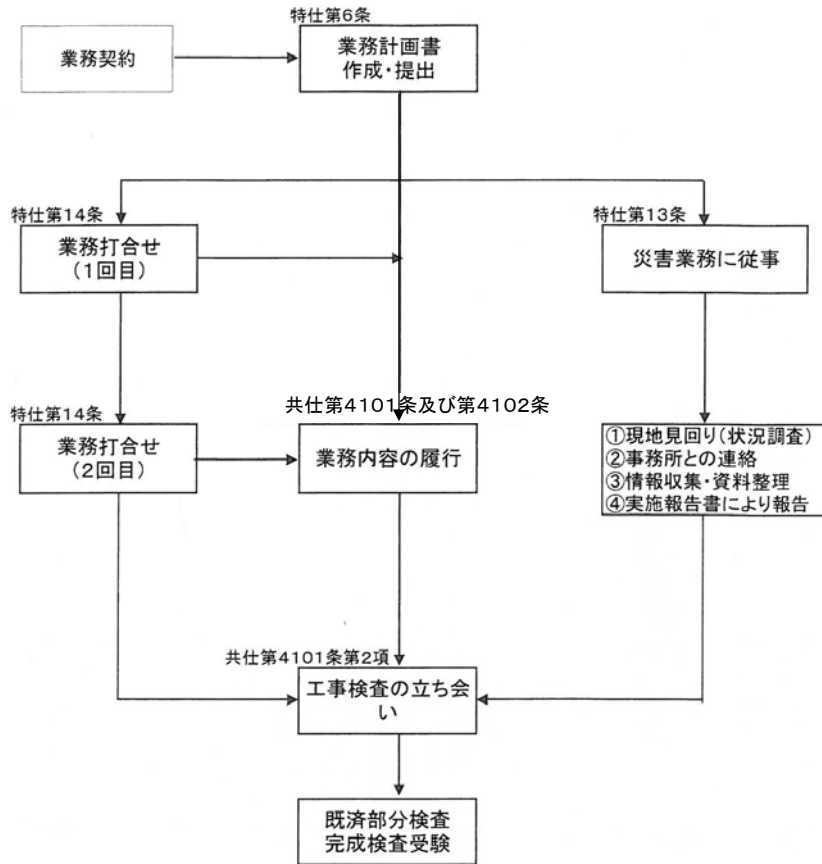 特仕第6条
業務契約
業務計画書
作成・提出
特仕第14条
業務打合せ
(1回目)
特仕第13条
災害業務に従事
共仕第4101条及び第4102条
特仕第14条
業務打合せ
(2回目)
業務内容の履行
①現地見回り(状況調査)
②事務所との連絡
③情報収集・資料整理
④実施報告書により報告
共仕第4101条第2項
工事検査の立ち会
い
既済部分検査
完成検査受験